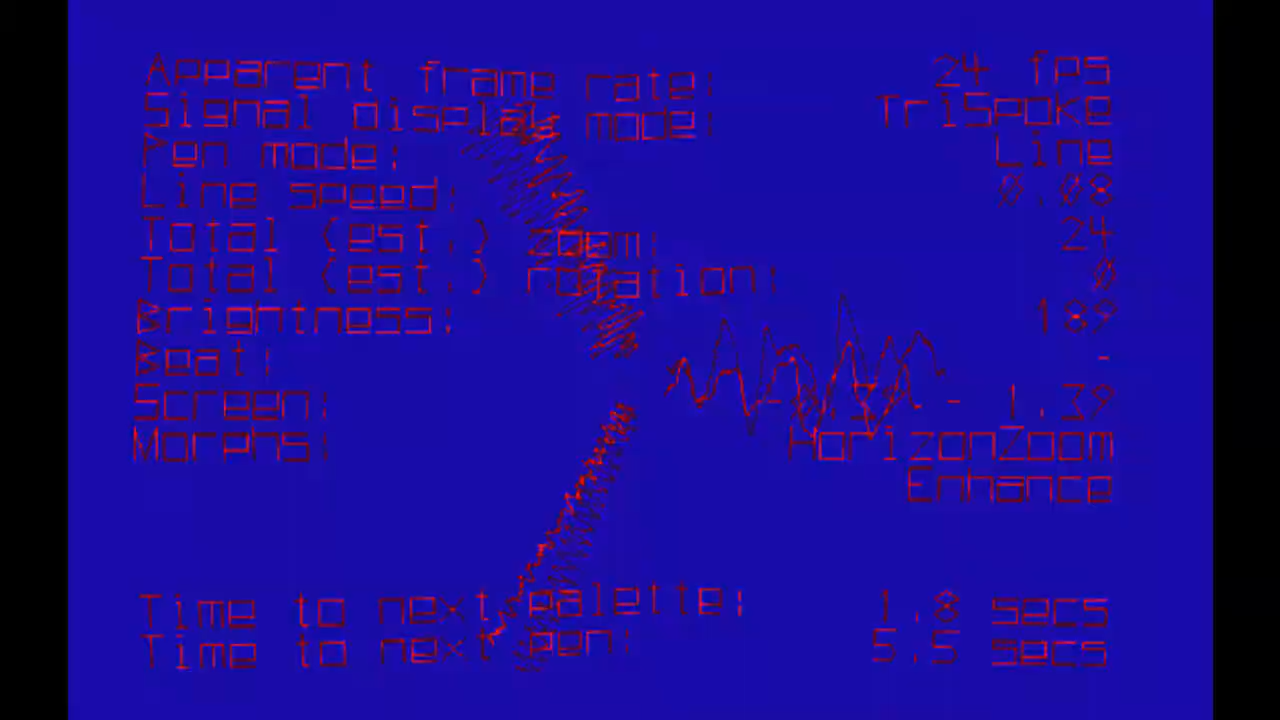 Apparent frame rate: 24 fps
Signal display mode: TriSpoke
Pen mode: Line
Line speed: 0.08
Total (est.) zoom: 24
Total (est.) rotation: 0
Brightness: 189
Beat: -
Screen: - 1.39
Morphs: HorizonZoom
Enhance
Time to next palette: 1.8 secs
Time to next pen: 5.5 secs